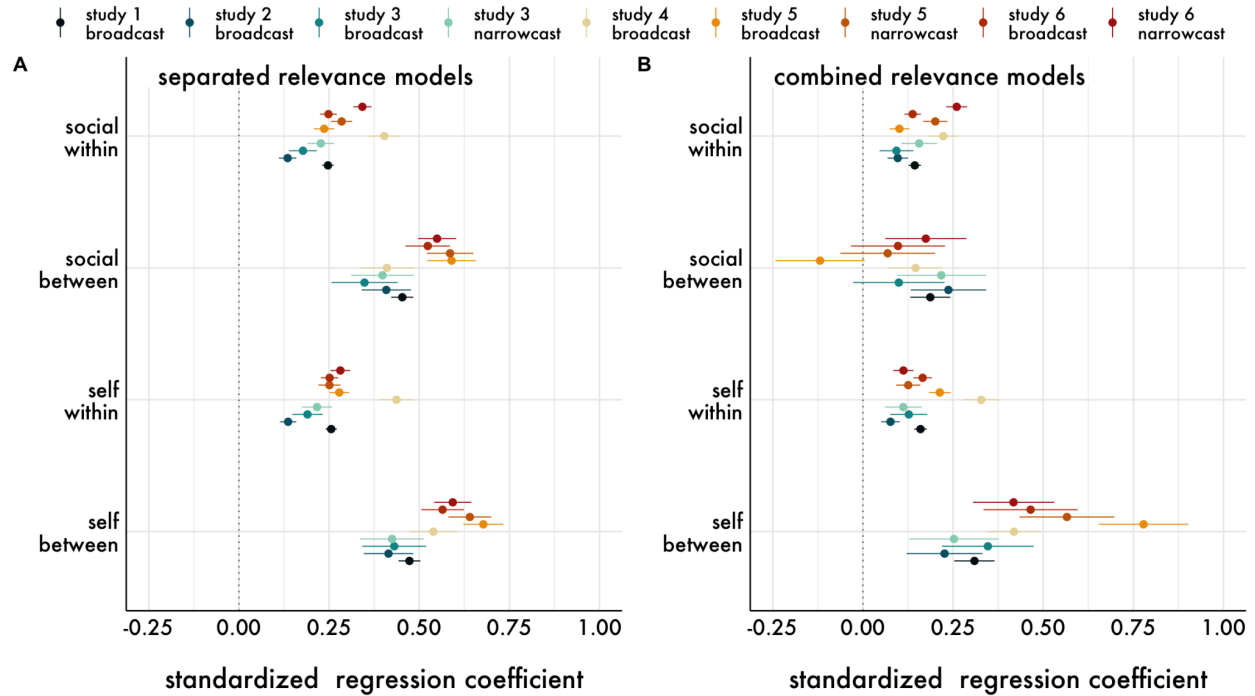 study 1 study 2 study 3 study 3 study 4 study 5 study 5 study 6 study 6
broadcast broadcast broadcast narrowcast broadcast broadcast narrowcast broadcast narrowcast
A
separated relevance models
social
within
social
between
self
within
self
between
-0.25 0.00 0.25 0.50 0.75 1.00
standardized regression coefficient
B
combined relevance models
social
within
social
between
self
within
self
between
-0.25 0.00 0.25 0.50 0.75 1.00
standardized regression coefficient